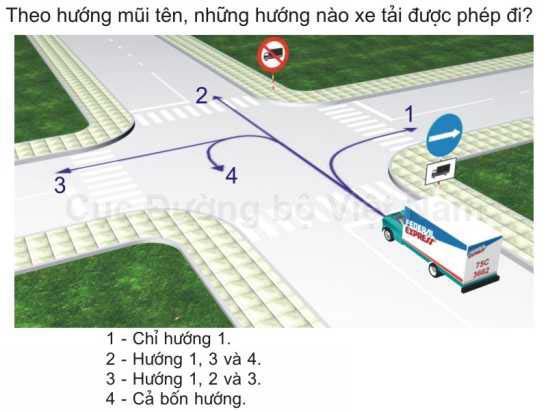 Theo hướng mũi tên, những hướng nào xe tải được phép đi?
2
1
3
4
Cục Đường bộ Việt Nam
FEDERAL
EXPRESS
75C
3602
1 - Chỉ hướng 1.
2 - Hướng 1, 3 và 4.
3 - Hướng 1, 2 và 3.
4 - Cả bốn hướng.